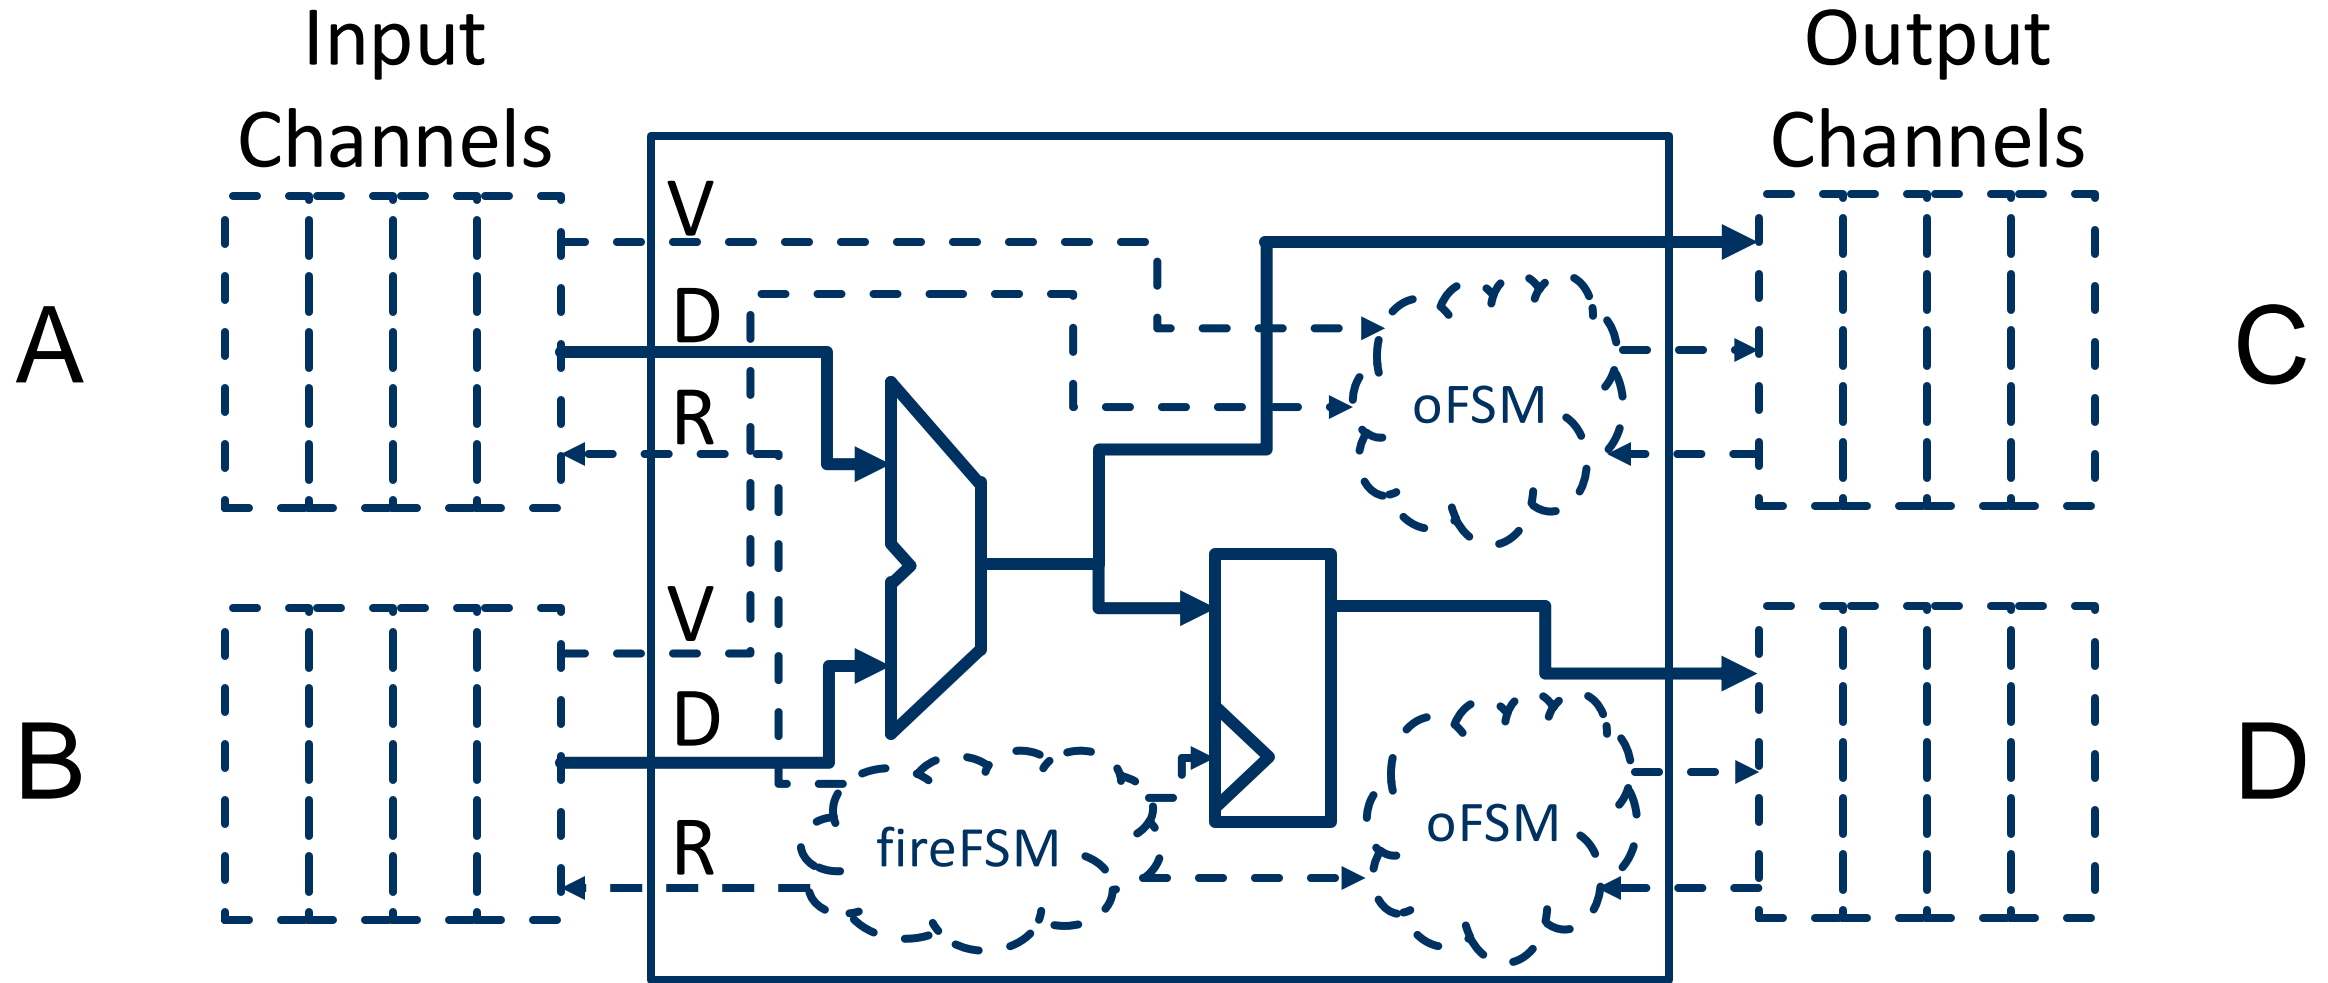 Input
Channels
Output
Channels
V
D
A
C
R
oFSM
V
D
B
D
R
fireFSM
oFSM